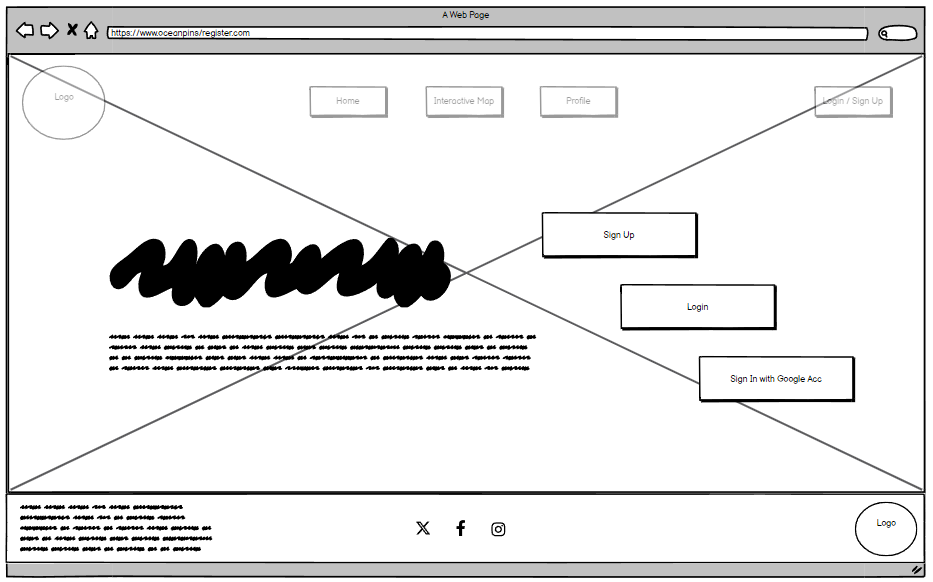 A Web Page
https://www.oceanpins/register.com
Logo
Home
Interactive Map
Profile
Login / Sign Up
Sign Up
Login
Sign In with Google Acc
Logo